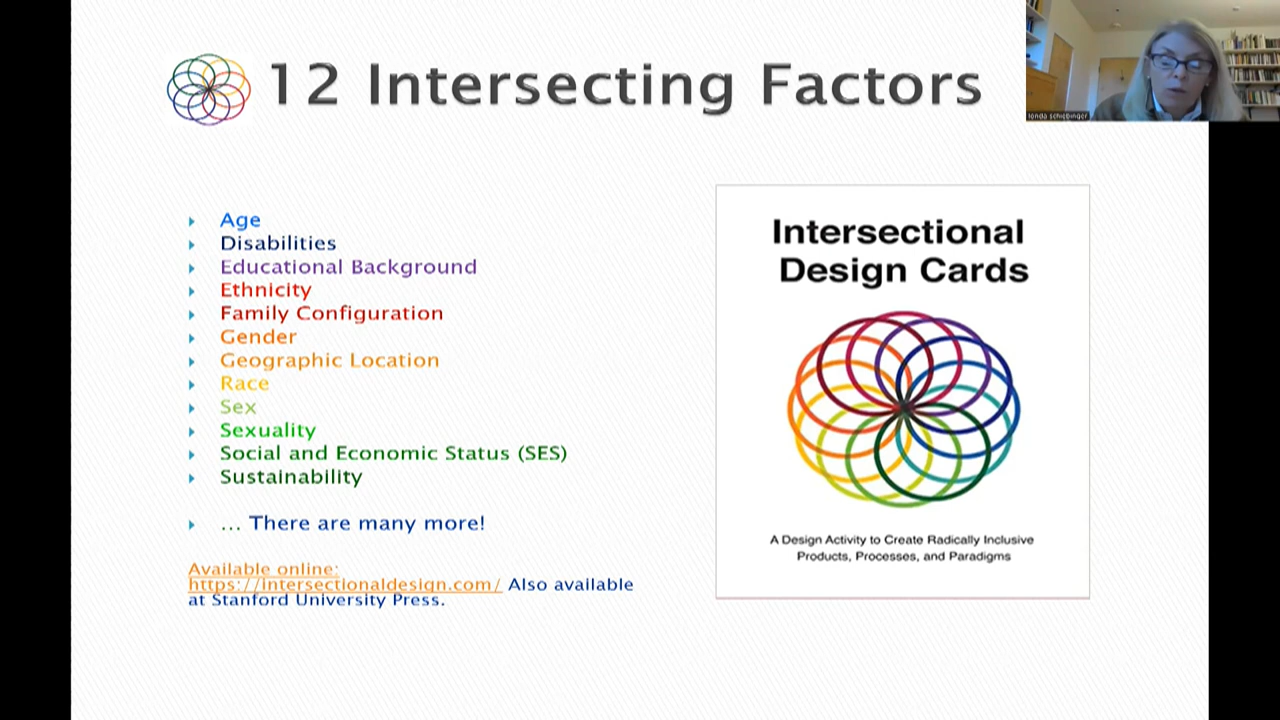 12 Intersecting Factors
londa schiebinger
Age
Disabilities
Educational Background
Ethnicity
Family Configuration
Gender
Geographic Location
Race
Sex
Sexuality
Social and Economic Status (SES)
Sustainability
... There are many more!
Available online:
https://intersectionaldesign.com/ Also available
at Stanford University Press.
Intersectional
Design Cards
A Design Activity to Create Radically Inclusive
Products, Processes, and Paradigms